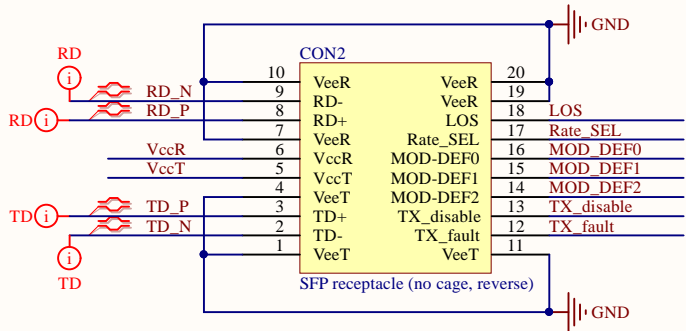 GND
RD
CON2
10 VeeR VeeR 20
RD_N 9 RD- VeeR 19
RD RD_P 8 RD+ LOS 18 LOS
7 VeeR Rate_SEL 17 Rate_SEL
VccR 6 VccR MOD-DEF0 16 MOD_DEF0
VccT 5 VccT MOD-DEF1 15 MOD_DEF1
4 VeeT MOD-DEF2 14 MOD_DEF2
TD TD_P 3 TD+ TX_disable 13 TX_disable
TD_N 2 TD- TX_fault 12 TX_fault
1 VeeT VeeT 11
TD
SFP receptacle (no cage, reverse)
GND